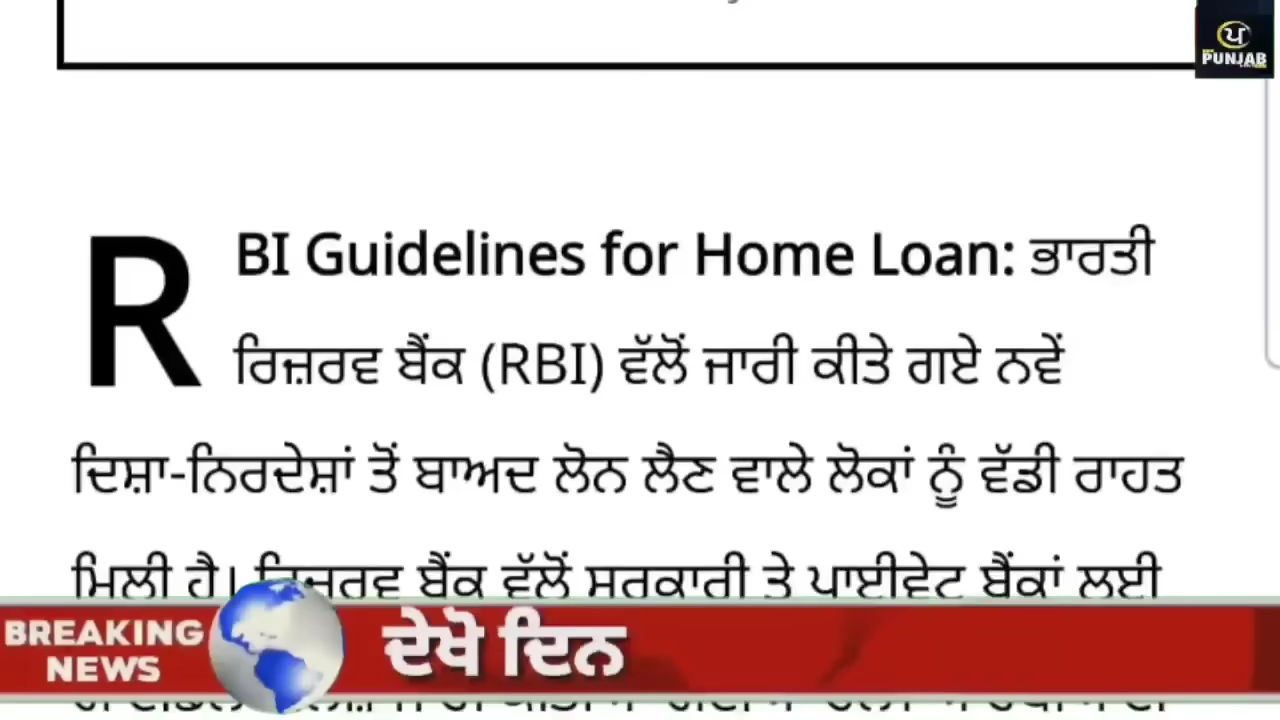 ਪ
PUNJAB
RBI Guidelines for Home Loan: ਭਾਰਤੀ
ਰਿਜ਼ਰਵ ਬੈਂਕ (RBI) ਵੱਲੋਂ ਜਾਰੀ ਕੀਤੇ ਗਏ ਨਵੇਂ
ਦਿਸ਼ਾ-ਨਿਰਦੇਸ਼ਾਂ ਤੋਂ ਬਾਅਦ ਲੋਨ ਲੈਣ ਵਾਲੇ ਲੋਕਾਂ ਨੂੰ ਵੱਡੀ ਰਾਹਤ
ਮਿਲੀ ਹੈ। ਰਿਜ਼ਰਵ ਬੈਂਕ ਵੱਲੋਂ ਸਰਕਾਰੀ ਤੇ ਪ੍ਰਾਈਵੇਟ ਬੈਂਕਾਂ ਲਈ
BREAKING
NEWS
ਦੇਖੋ ਦਿਨ